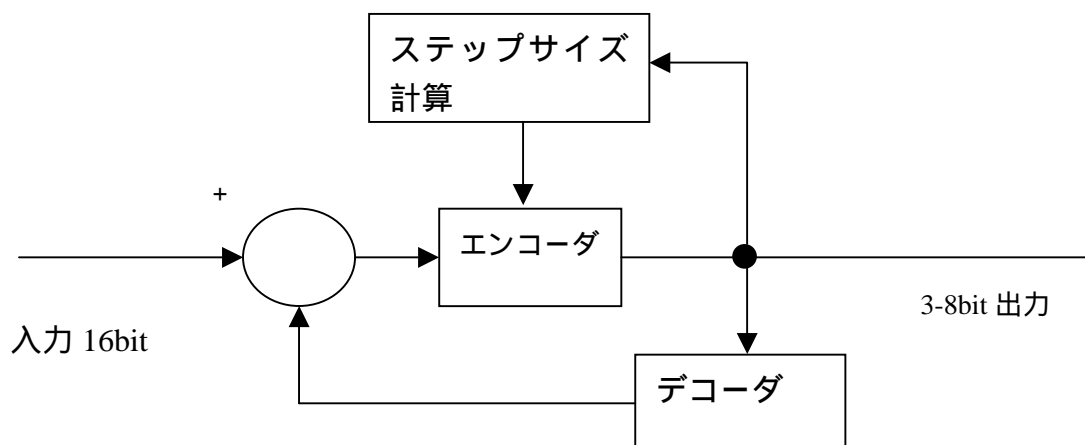 ステップサイズ
計算
+
エンコーダ
3-8bit 出力
入力 16bit
デコーダ